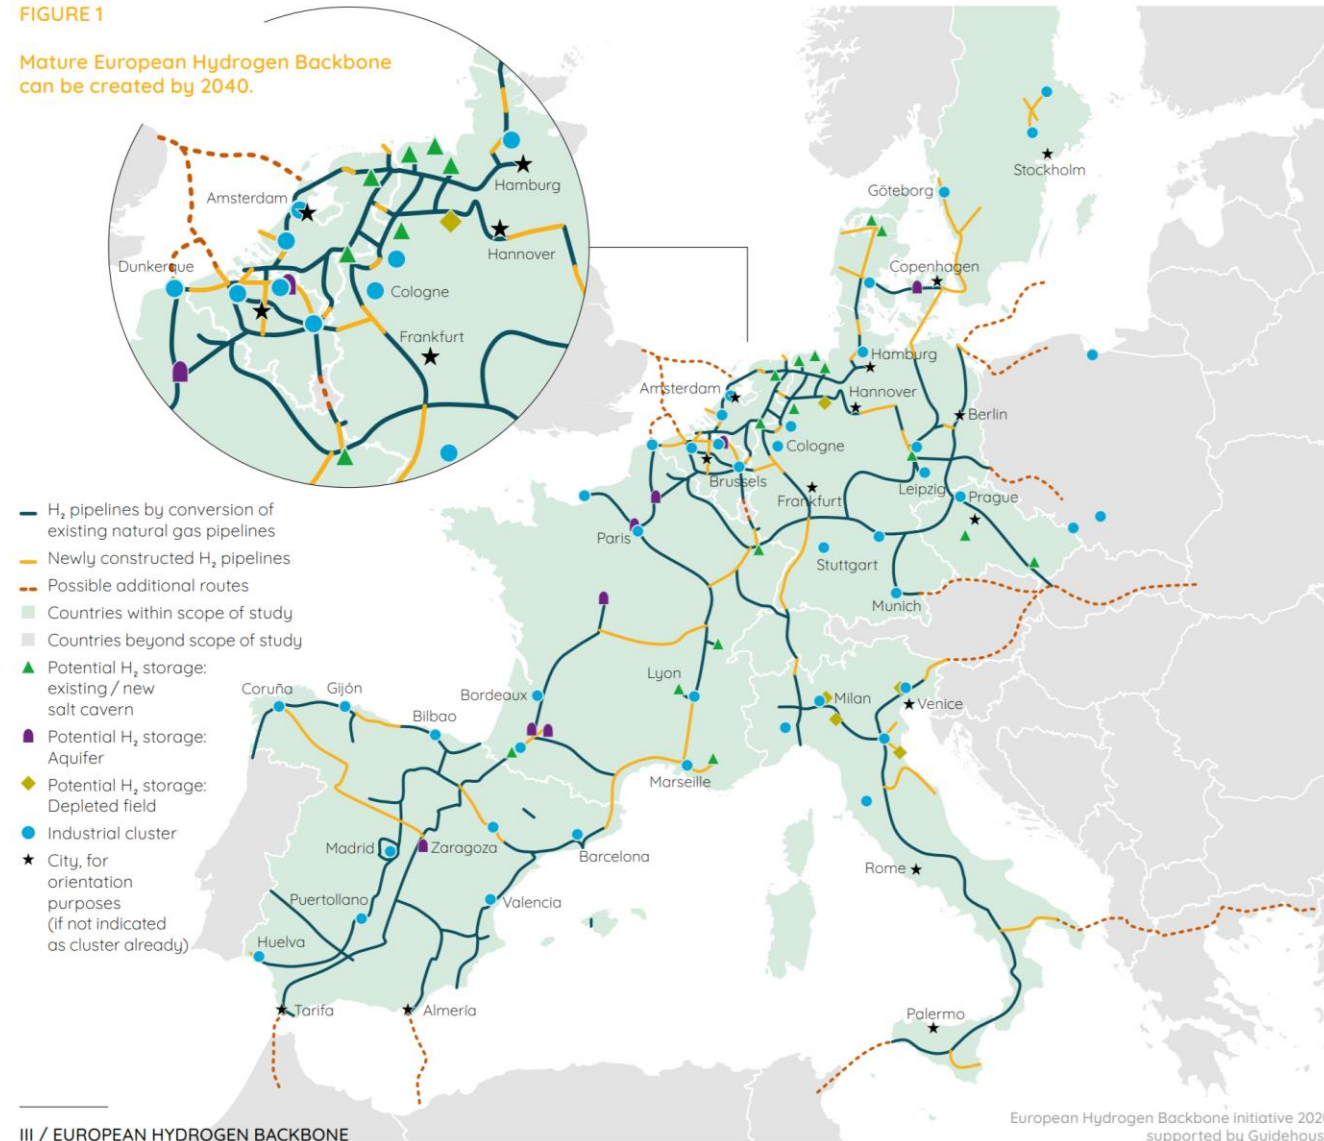 FIGURE 1
Mature European Hydrogen Backbone
can be created by 2040.
Amsterdam
Hamburg
Hannover
Dunkerque
Cologne
Frankfurt
H₂ pipelines by conversion of
existing natural gas pipelines
Newly constructed H₂ pipelines
Possible additional routes
Countries within scope of study
Countries beyond scope of study
Potential H₂ storage:
existing / new
salt cavern
Potential H₂ storage:
Aquifer
Potential H₂ storage:
Depleted field
Industrial cluster
City, for
orientation
purposes
(if not indicated
as cluster already)
Stockholm
Göteborg
Copenhagen
Hamburg
Amsterdam
Hannover
Berlin
Cologne
Brussels
Frankfurt
Leipzig
Prague
Paris
Stuttgart
Munich
Lyon
Bordeaux
Milan
Venice
Coruña
Gijón
Bilbao
Marseille
Madrid
Zaragoza
Barcelona
Rome
Puertollano
Valencia
Huelva
Tarifa
Almería
Palermo
III / EUROPEAN HYDROGEN BACKBONE
European Hydrogen Backbone initiative 202
supported by Guidehous